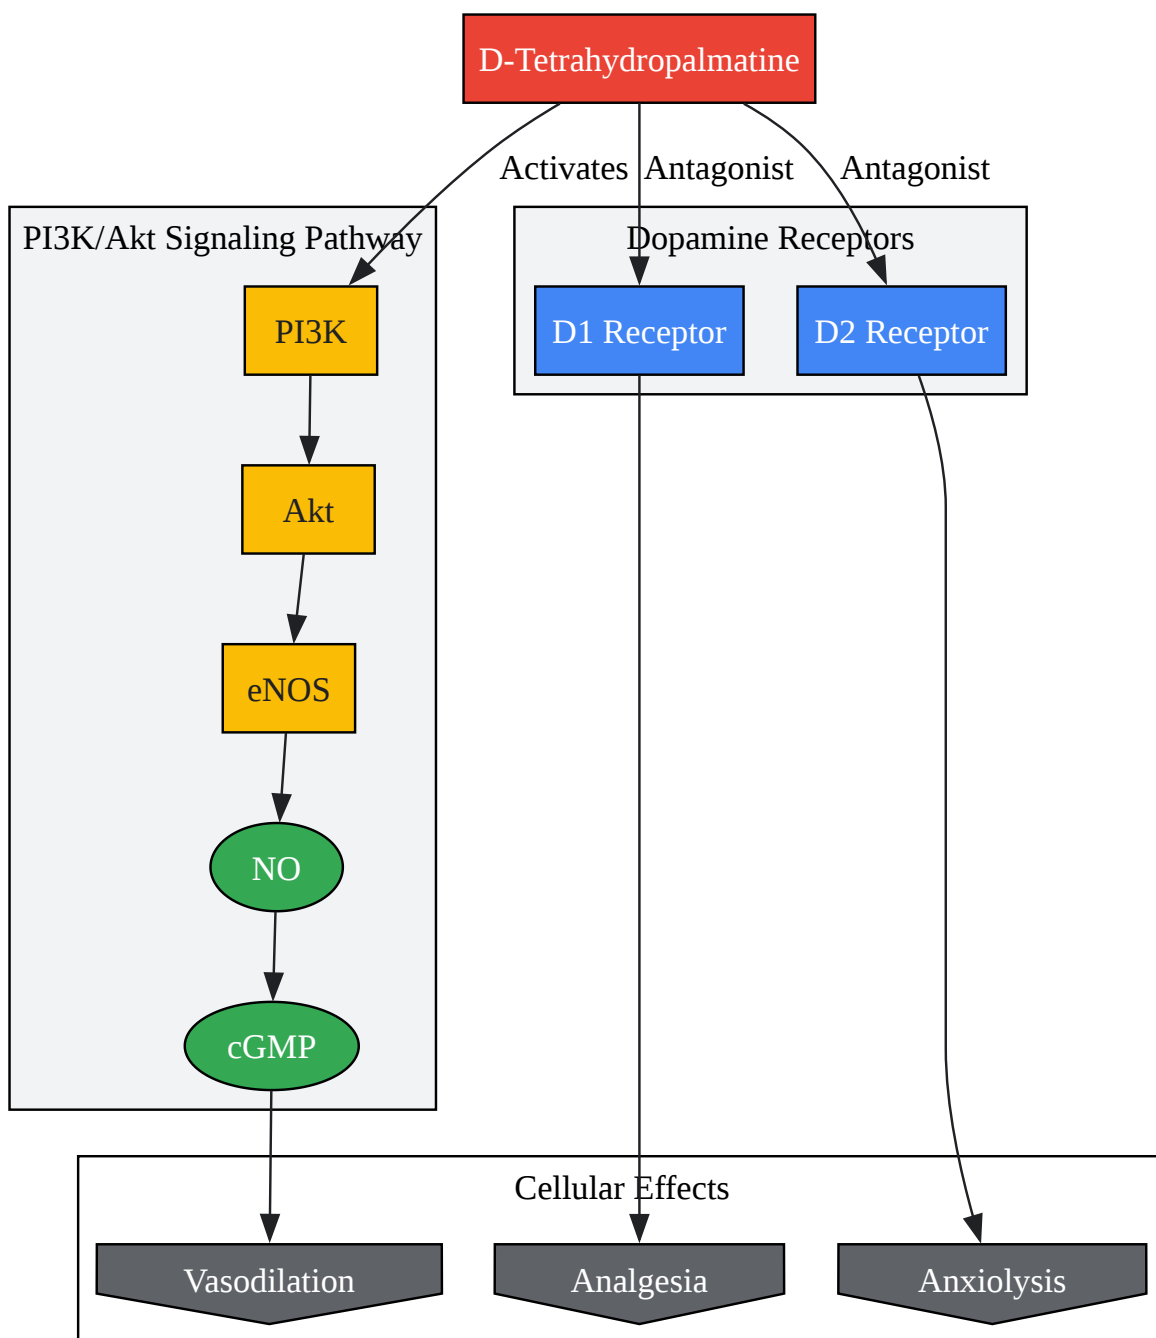 D-Tetrahydropalmatine
Activates
Antagonist
Antagonist
PI3K/Akt Signaling Pathway
Dopamine Receptors
PI3K
D1 Receptor
D2 Receptor
Akt
eNOS
NO
cGMP
Cellular Effects
Vasodilation
Analgesia
Anxiolysis